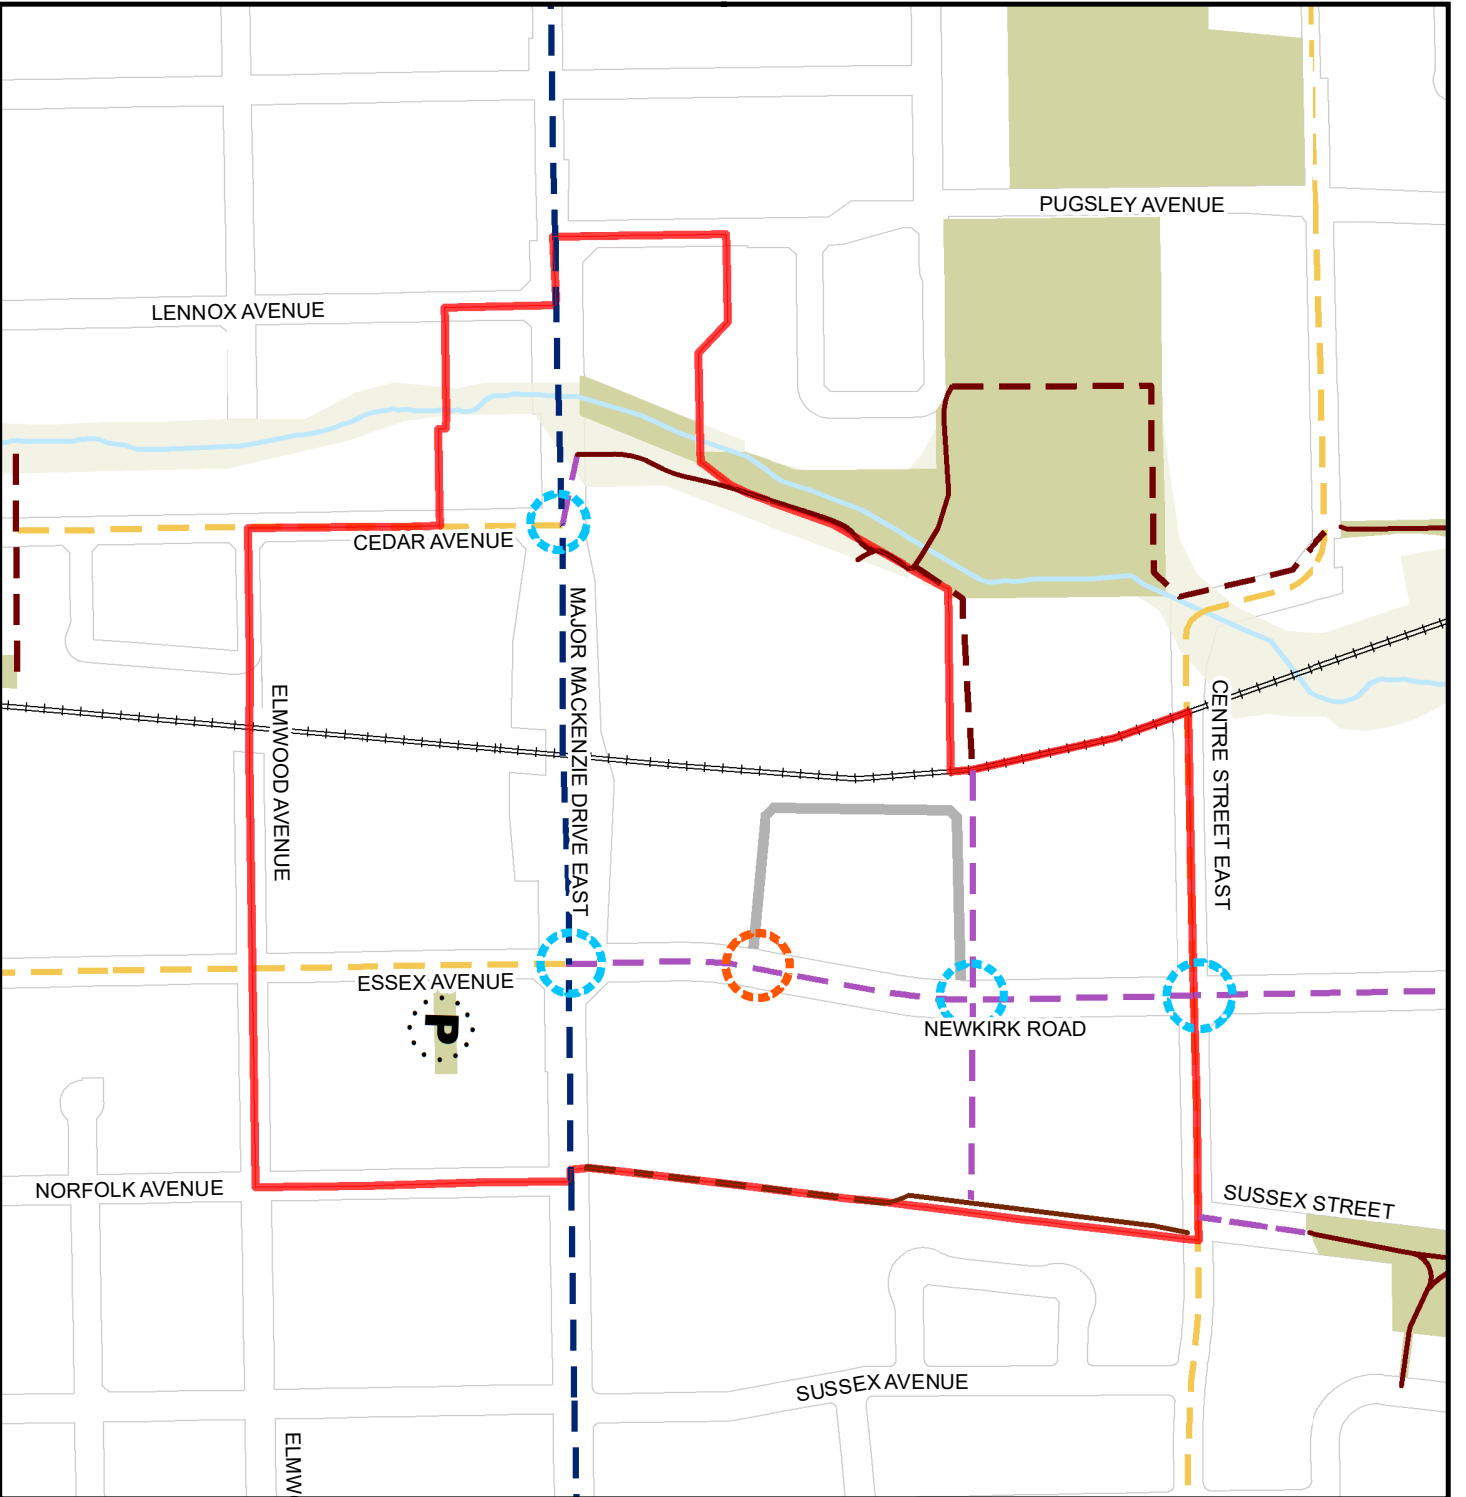 PUGSLEY AVENUE
LENNOX AVENUE
CEDAR AVENUE
MAJOR MACKENZIE DRIVE EAST
ELMWOOD AVENUE
CENTRE STREET EAST
ESSEX AVENUE
P
NEWKIRK ROAD
NORFOLK AVENUE
SUSSEX STREET
SUSSEX AVENUE
ELMW